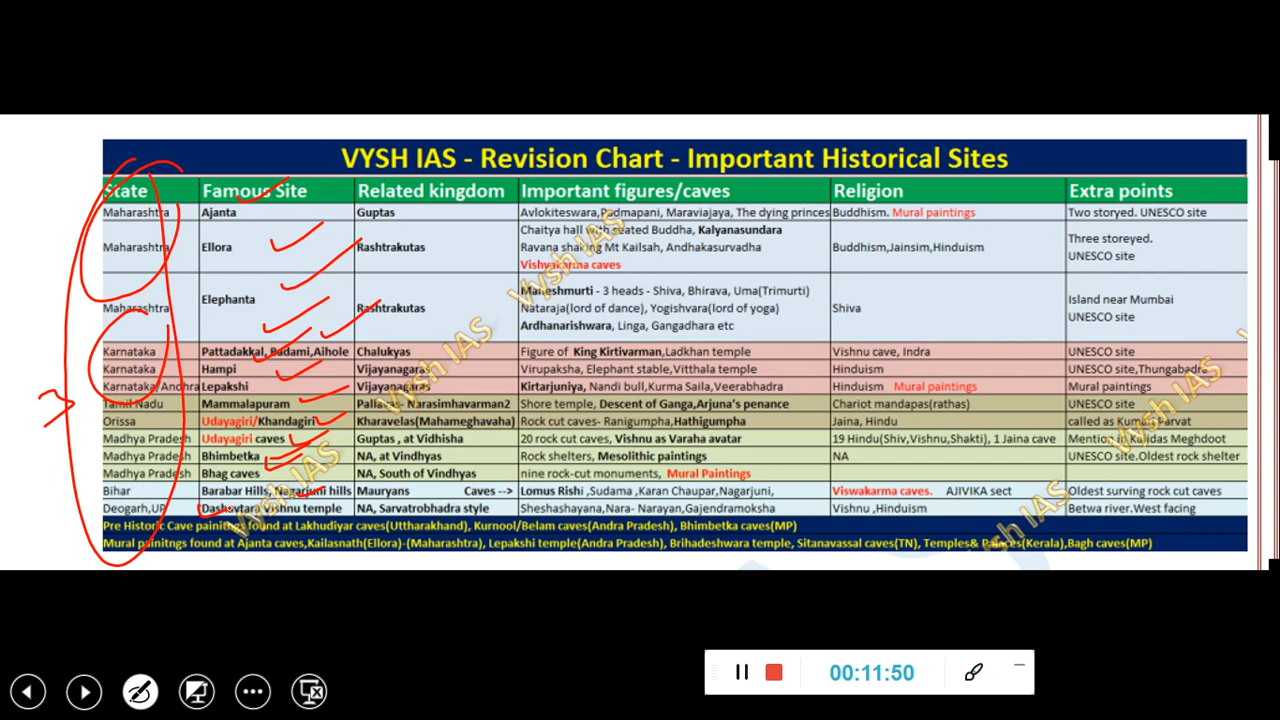 VYSH IAS - Revision Chart - Important Historical Sites
State Famous Site Related kingdom Important figures/caves Religion Extra points
Maharashtra Ajanta Guptas Avlokiteswara,Padmapani, Maraviajaya, The dying princes Buddhism. Mural paintings Two storyed. UNESCO site
Maharashtra Ellora Rashtrakutas Chaitya hall with seated Buddha, Kalyanasundara
Ravana shaking Mt Kailsah, Andhakasurvadha
Vishyakarma caves Buddhism,Jainsim,Hinduism Three storeyed.
UNESCO site
Maharashtra Elephanta Rashtrakutas Maheshmurti - 3 heads - Shiva, Bhirava, Uma(Trimurti)
Nataraja(lord of dance), Yogishvara(lord of yoga)
Ardhanarishwara, Linga, Gangadhara etc Shiva Island near Mumbai
UNESCO site
Karnataka Pattadakkal, Badami,Aihole Chalukyas Figure of King Kirtivarman,Ladkhan temple Vishnu cave, Indra UNESCO site
Karnataka Hampi Vijayanagaras Virupaksha, Elephant stable,Vitthala temple Hinduism UNESCO site,Thungabadra
Karnataka, Andhra Lepakshi Vijayanagaras Kirtarjuniya, Nandi bull,Kurma Saila,Veerabhadra Hinduism Mural paintings Mural paintings
Tamil Nadu Mammalapuram Pallavas- Narasimhavarman2 Shore temple, Descent of Ganga,Arjuna's penance Chariot mandapas(rathas) UNESCO site
Orissa Udayagiri/Khandagiri Kharavelas(Mahameghavaha) Rock cut caves- Ranigumpha,Hathigumpha Jaina, Hindu called as Kumari Parvat
Madhya Pradesh Udayagiri caves Guptas , at Vidhisha 20 rock cut caves, Vishnu as Varaha avatar 19 Hindu(Shiv,Vishnu,Shakti), 1 Jaina cave Mention in Kalidas Meghdoot
Madhya Pradesh Bhimbetka NA, at Vindhyas Rock shelters, Mesolithic paintings NA UNESCO site.Oldest rock shelter
Madhya Pradesh Bhag caves NA, South of Vindhyas nine rock-cut monuments, Mural Paintings
Bihar Barabar Hills, Nagarjuni hills Mauryans Caves --> Lomus Rishi ,Sudama ,Karan Chaupar,Nagarjuni, Viswakarma caves. AJIVIKA sect Oldest surving rock cut caves
Deogarh,UP Dashavtara Vishnu temple NA, Sarvatrobhadra style Sheshashayana, Nara- Narayan,Gajendramoksha Vishnu ,Hinduism Betwa river.West facing
Pre Historic Cave painitngs found at Lakhudiyar caves(Uttharakhand), Kurnool/Belam caves(Andra Pradesh), Bhimbetka caves(MP)
Mural painitngs found at Ajanta caves,Kailasnath(Ellora)-(Maharashtra), Lepakshi temple(Andra Pradesh), Brihadeshwara temple, Sitanavassal caves(TN), Temples& Palaces(Kerala),Bagh caves(MP)
Vysh IAS
Vysh IAS
Vysh IAS
Vysh IAS
Vysh IAS
00:11:50